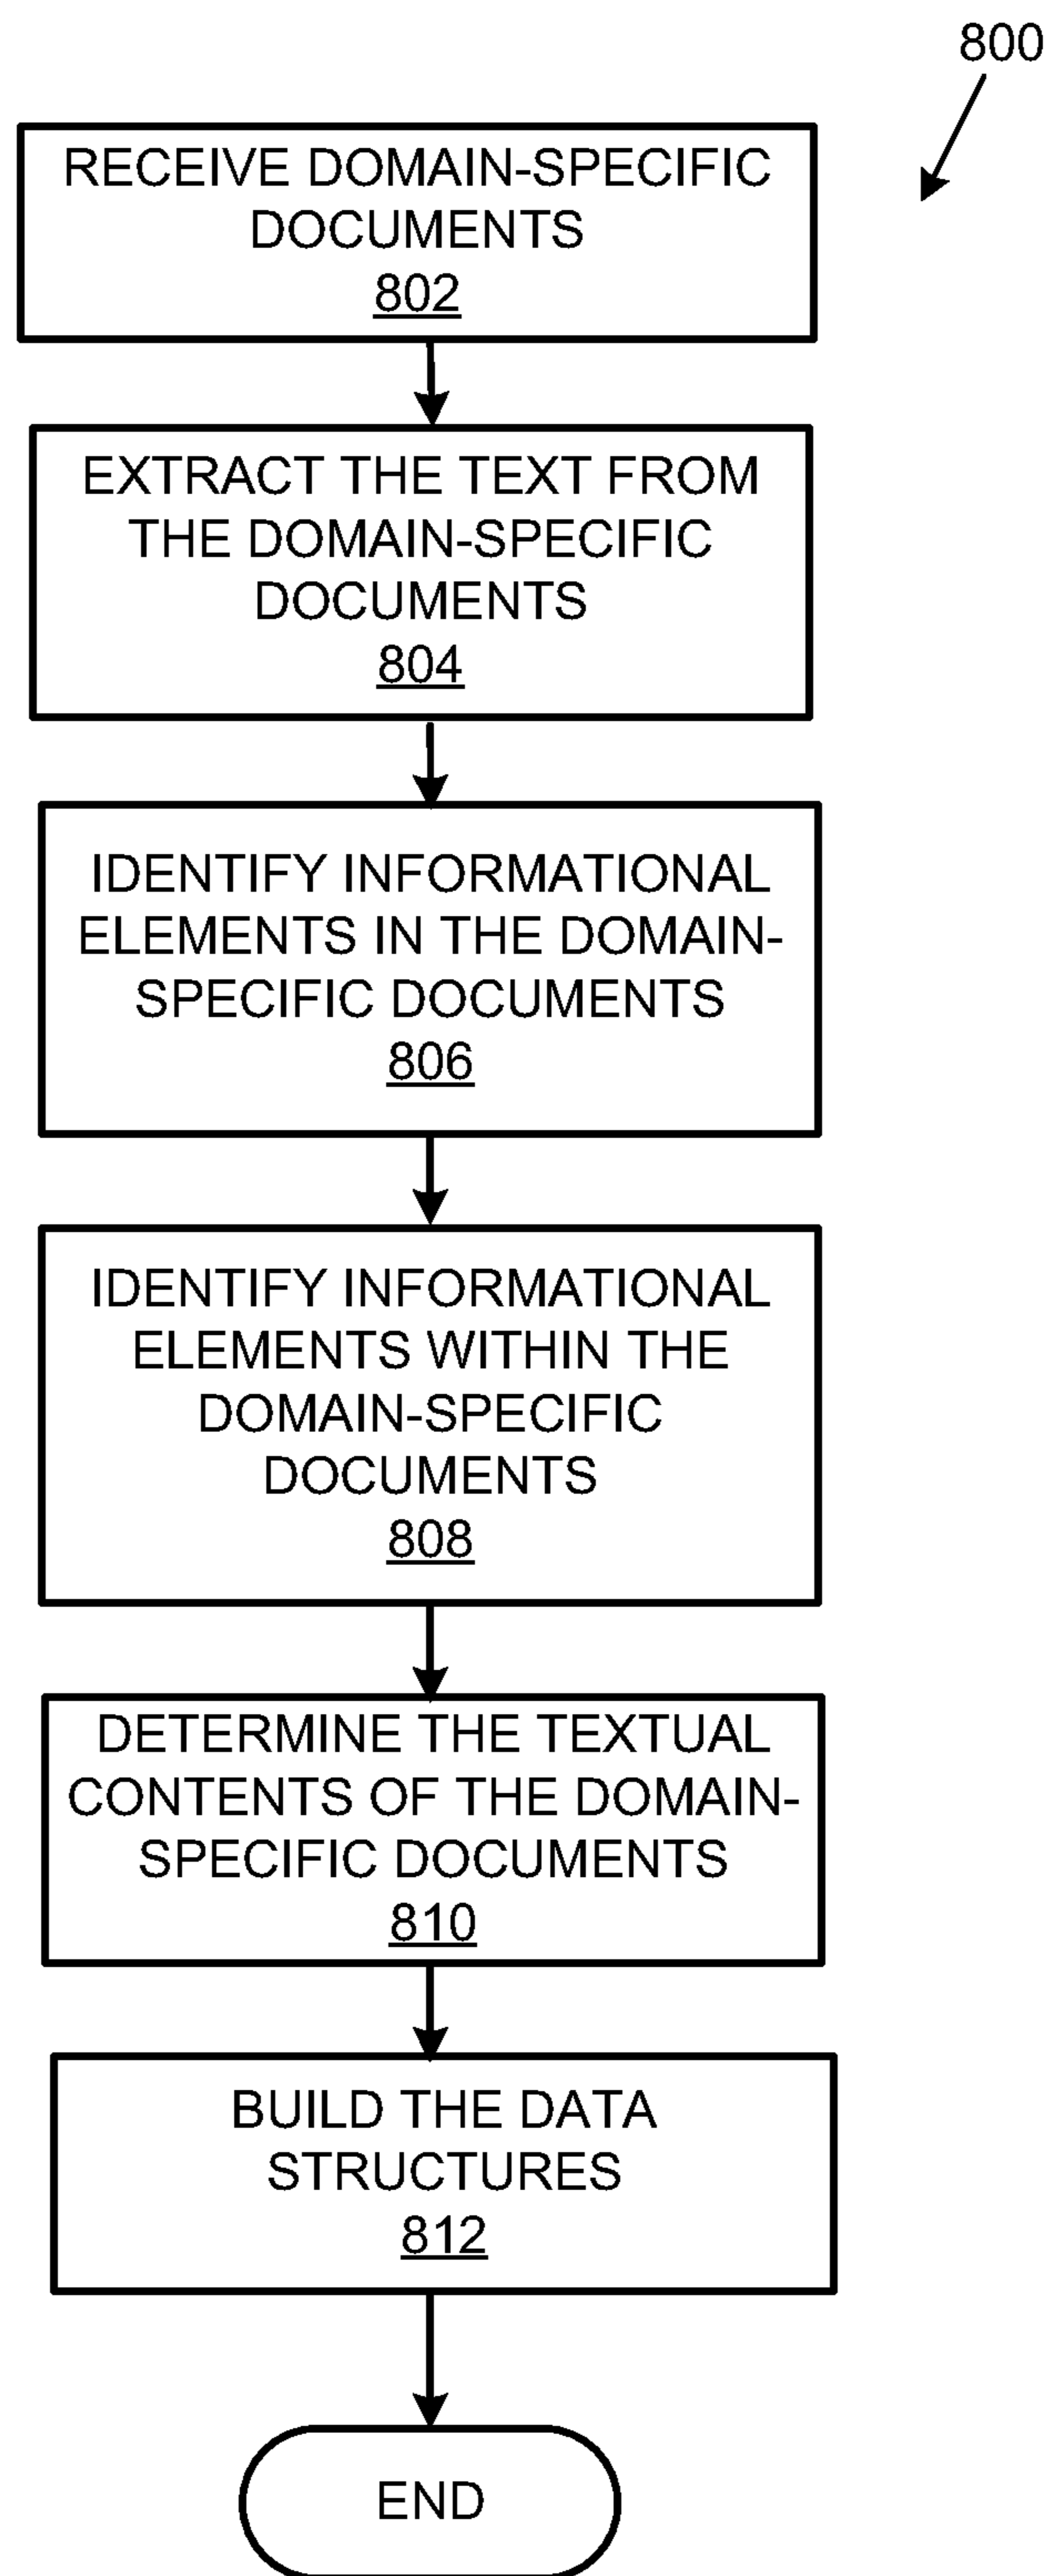 800
RECEIVE DOMAIN-SPECIFIC
DOCUMENTS
802
EXTRACT THE TEXT FROM
THE DOMAIN-SPECIFIC
DOCUMENTS
804
IDENTIFY INFORMATIONAL
ELEMENTS IN THE DOMAIN-
SPECIFIC DOCUMENTS
806
IDENTIFY INFORMATIONAL
ELEMENTS WITHIN THE
DOMAIN-SPECIFIC
DOCUMENTS
808
DETERMINE THE TEXTUAL
CONTENTS OF THE DOMAIN-
SPECIFIC DOCUMENTS
810
BUILD THE DATA
STRUCTURES
812
END